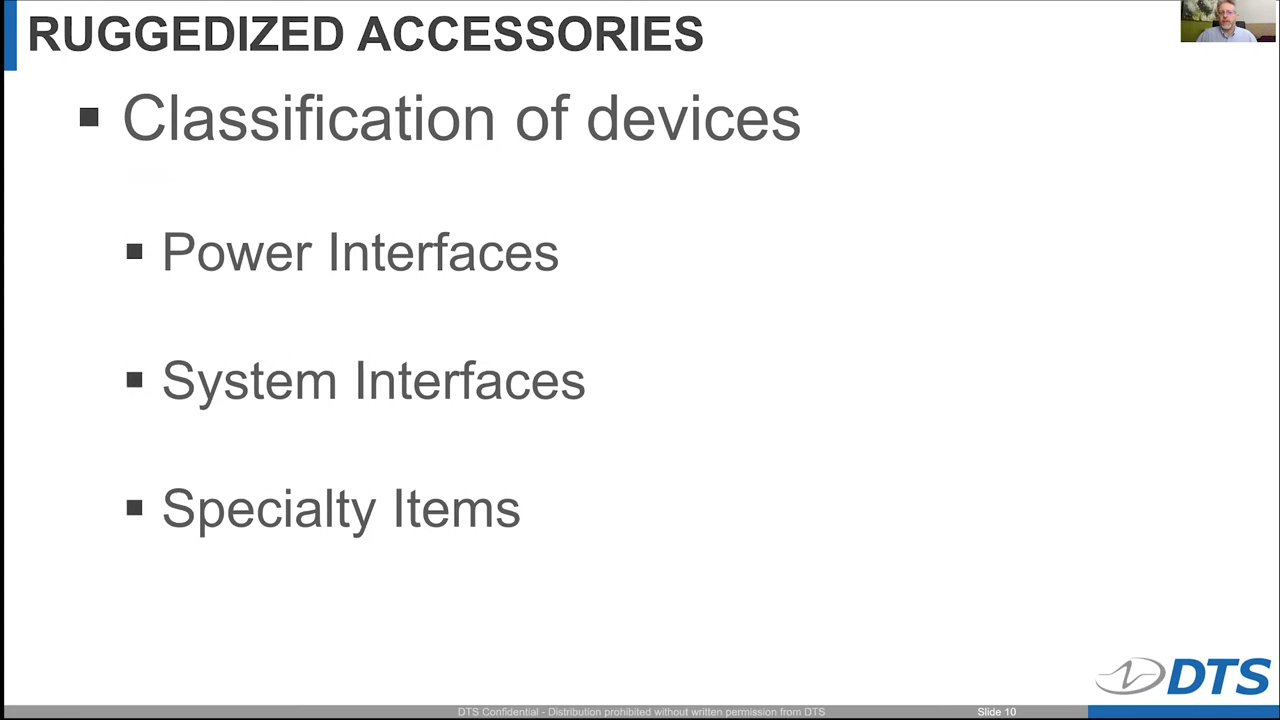 RUGGEDIZED ACCESSORIES
Classification of devices
Power Interfaces
System Interfaces
Specialty Items
DTS
DTS Confidential - Distribution prohibited without written permission from DTS
Slide 10